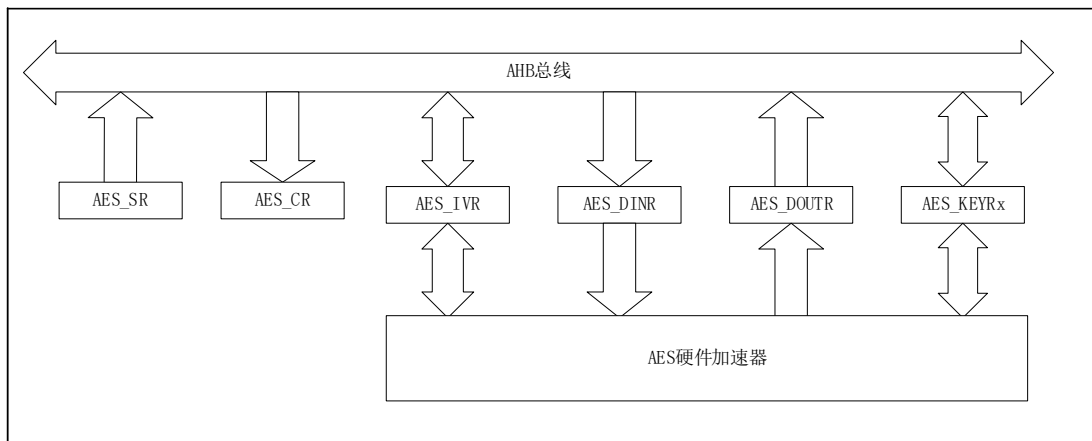 AHB总线
AES_SR
AES_CR
AES_IVR
AES_DINR
AES_DOUTR
AES_KEYRx
AES硬件加速器